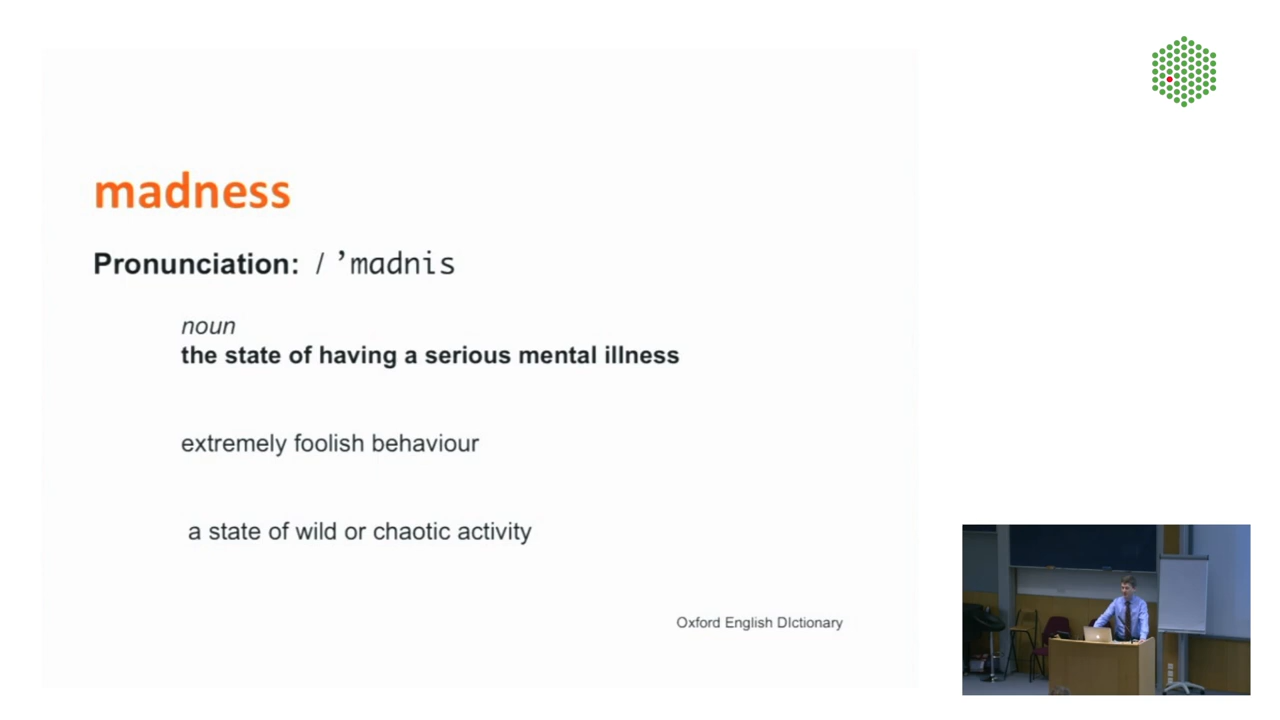 madness
Pronunciation: / ’madnis
noun
the state of having a serious mental illness
extremely foolish behaviour
a state of wild or chaotic activity
Oxford English DIctionary